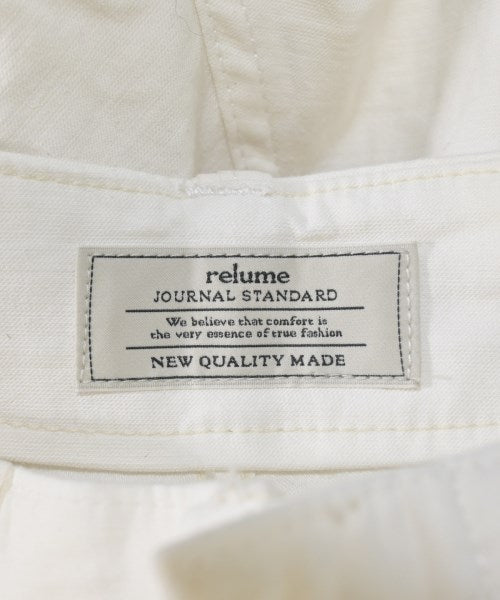 relume
JOURNAL STANDARD
We believe that comfort is
the very essence of true fashion
NEW QUALITY MADE